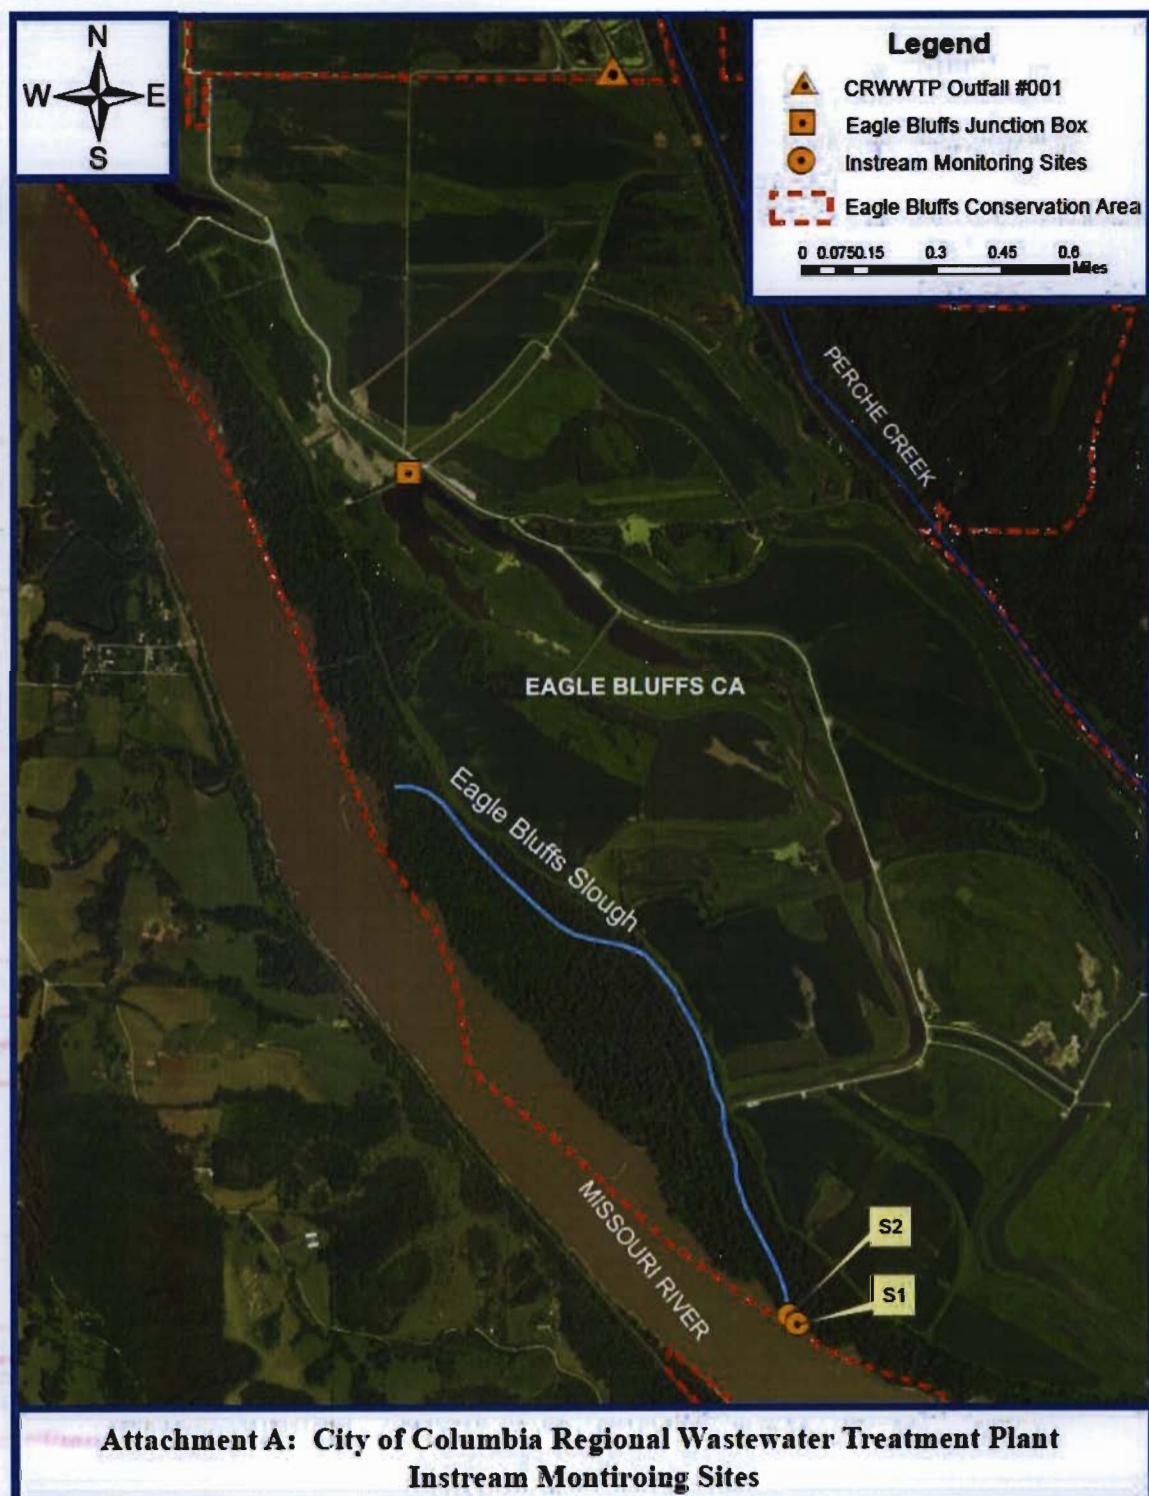 N
W E
S
Legend
CRWWTP Outfall #001
Eagle Bluffs Junction Box
Instream Monitoring Sites
Eagle Bluffs Conservation Area
0 0.0750.15 0.3 0.45 0.6
Miles
PERCHE CREEK
EAGLE BLUFFS CA
Eagle Bluffs Slough
MISSOURI RIVER
S2
S1
Attachment A: City of Columbia Regional Wastewater Treatment Plant
Instream Montiroing Sites